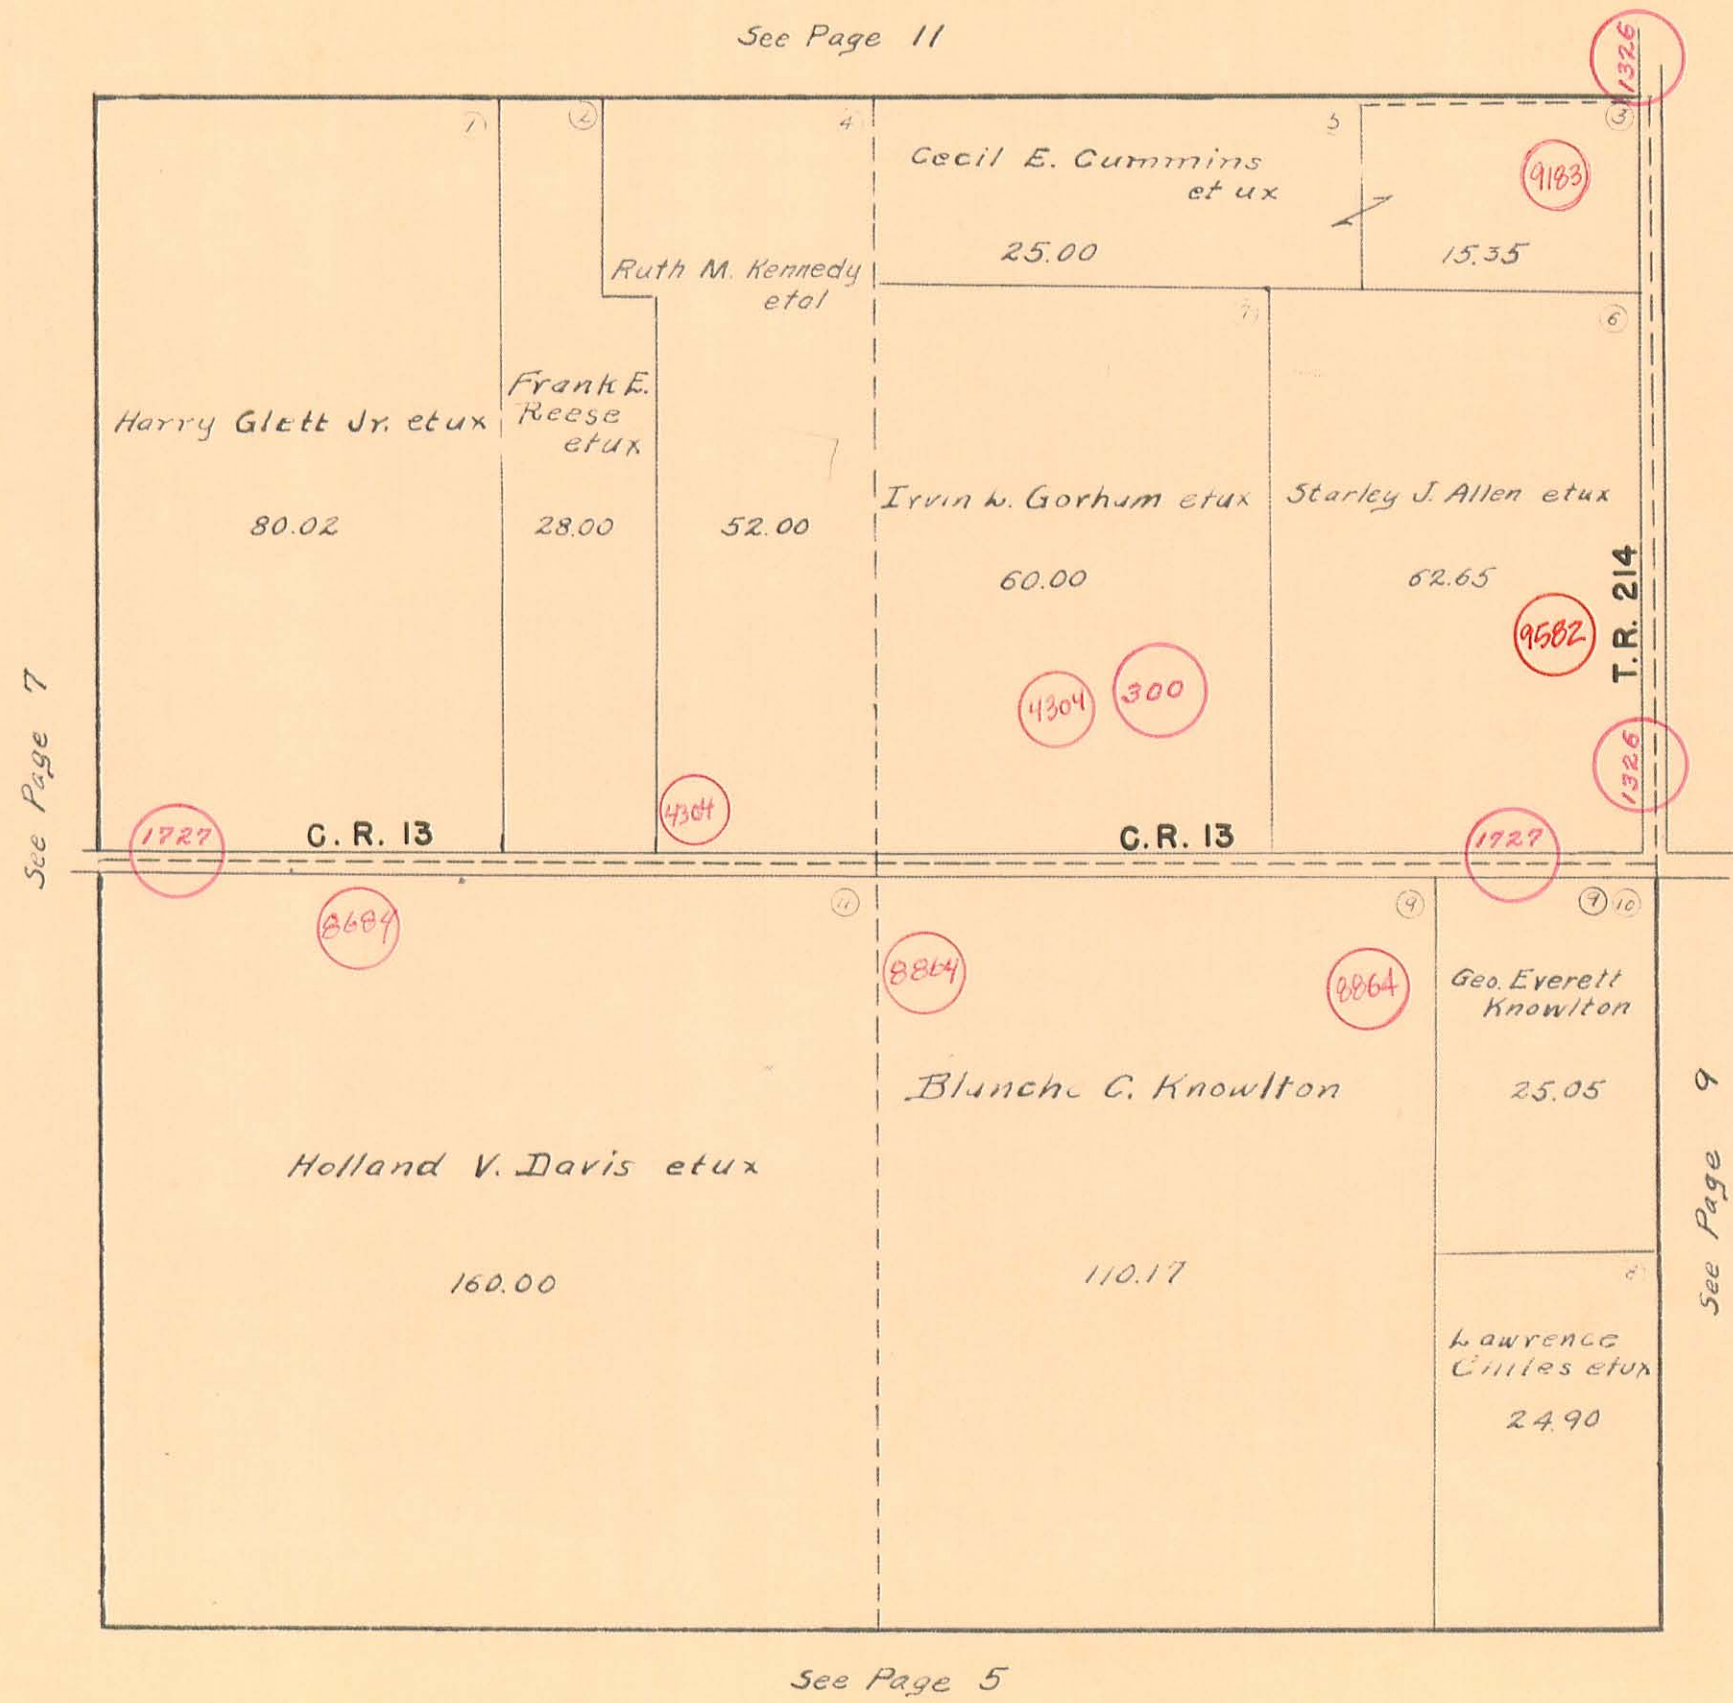 See Page 11
1326
1
2
4
5
3
Cecil E. Cummins
et ux
9183
25.00
15.35
Ruth M. Kennedy
etal
7
6
Frank E.
Reese
etux
Harry Glett Jr. etux
Irvin L. Gorham etux
Starley J. Allen etux
80.02
28.00
52.00
60.00
62.65
T.R. 214
9582
4304
300
See Page 7
1326
4304
1727
C. R. 13
C. R. 13
1727
11
9
9
10
8684
8864
8864
Geo. Everett
Knowlton
25.05
Blanche C. Knowlton
Holland V. Davis etux
See Page 9
160.00
110.17
8
Lawrence
etux
24.90
See Page 5